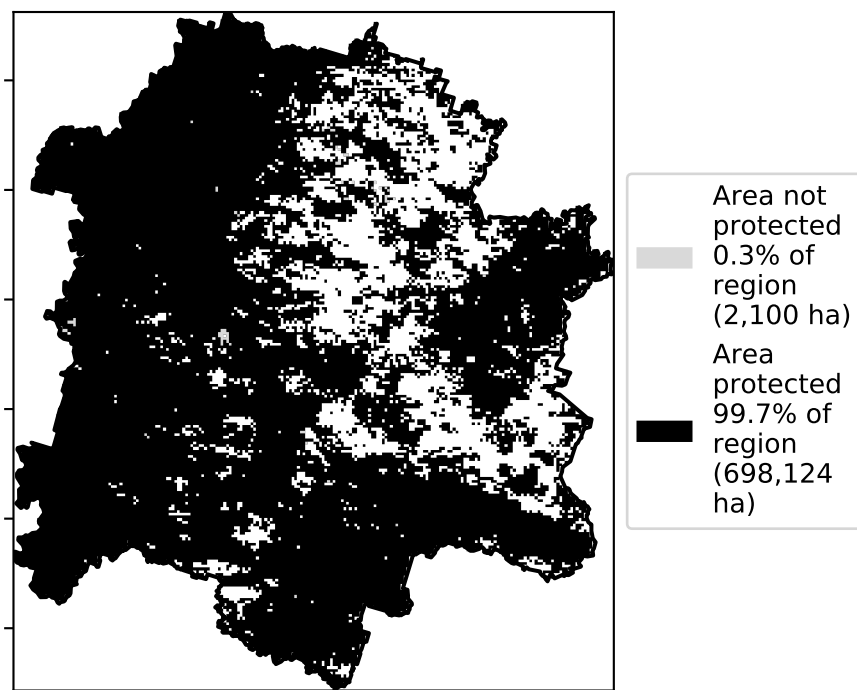 Area not
protected
0.3% of
region
(2,100 ha)
Area
protected
99.7% of
region
(698,124
ha)